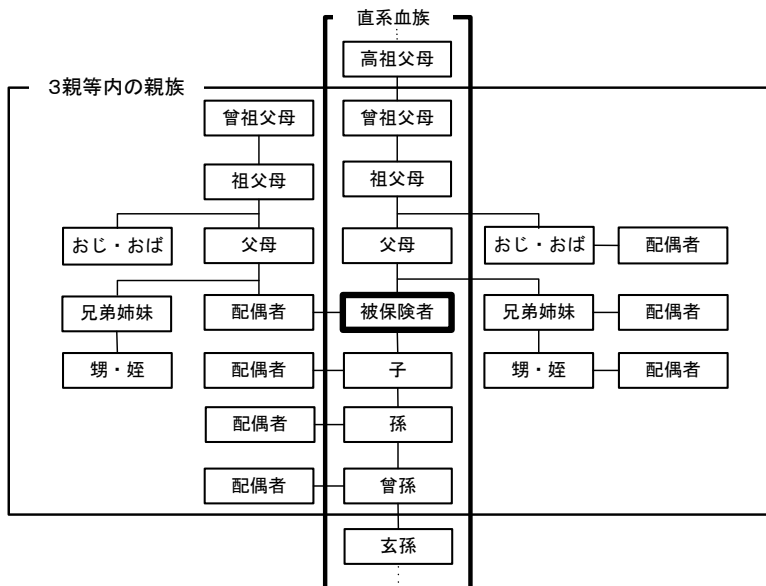 直系血族
高祖父母
3親等内の親族
曾祖父母 曾祖父母
祖父母 祖父母
おじ・おば 父母 父母 おじ・おば 配偶者
兄弟姉妹 配偶者 被保険者 兄弟姉妹 配偶者
甥・姪 配偶者 子 甥・姪 配偶者
配偶者 孫
配偶者 曾孫
玄孫